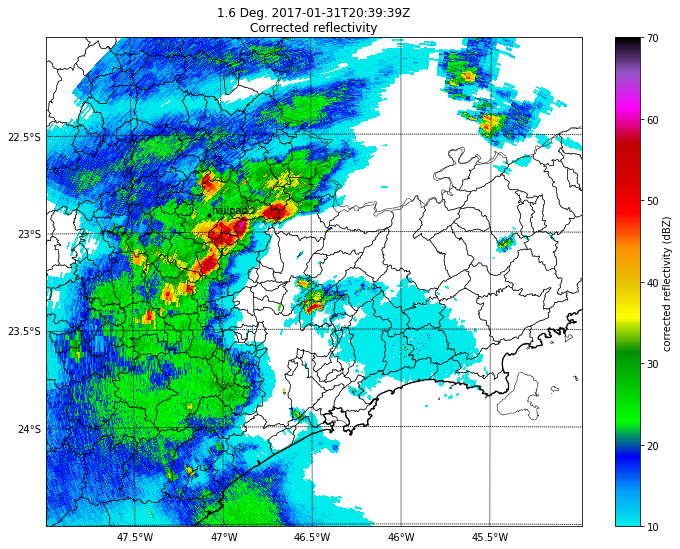 1.6 Deg. 2017-01-31T20:39:39Z
Corrected reflectivity
70
60
50
40
30
20
10
corrected reflectivity (dBZ)
22.5°S
23°S
23.5°S
24°S
hailpad
47.5°W
47°W
46.5°W
46°W
45.5°W